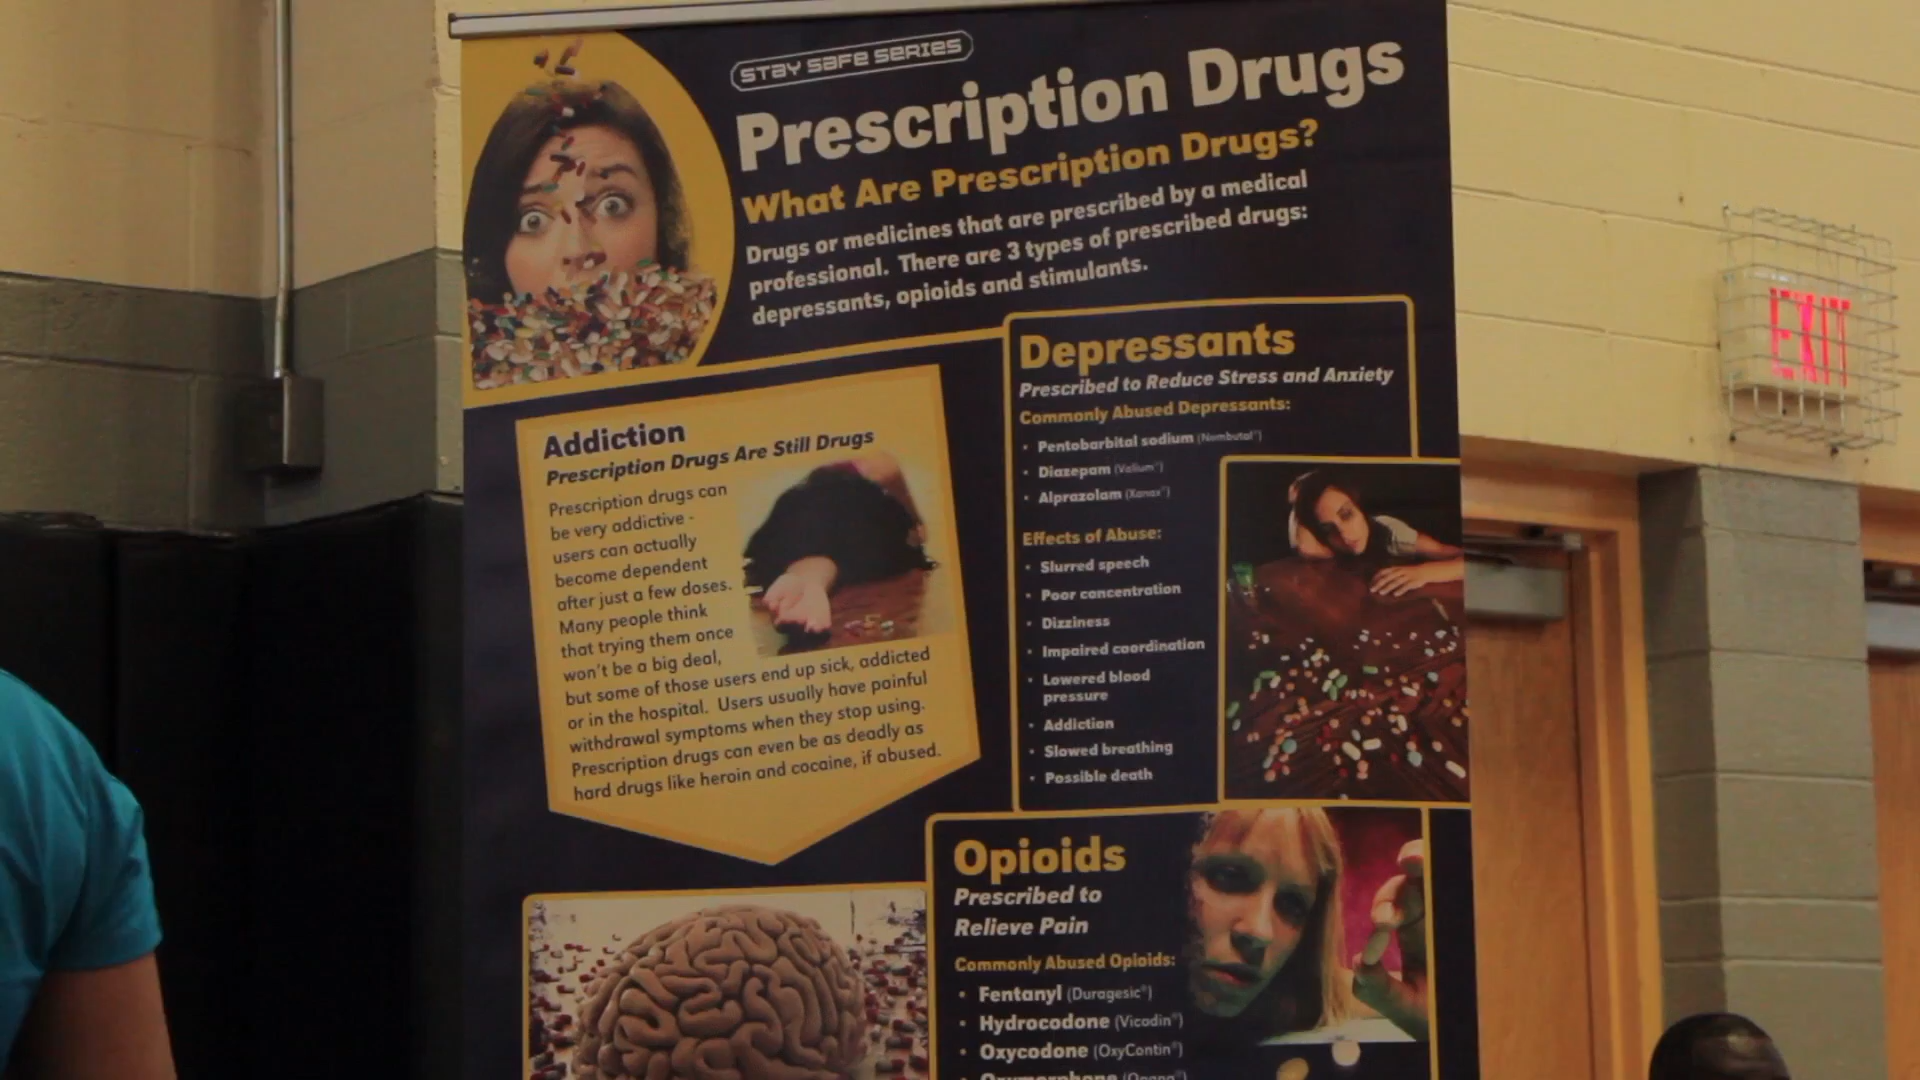 STAY SAFE SERIES
Prescription Drugs
What Are Prescription Drugs?
Drugs or medicines that are prescribed by a medical
professional. There are 3 types of prescribed drugs:
depressants, opioids and stimulants.
Addiction
Prescription Drugs Are Still Drugs
Prescription drugs can
be very addictive -
users can actually
become dependent
after just a few doses.
Many people think
that trying them once
won't be a big deal,
but some of those users end up sick, addicted
or in the hospital. Users usually have painful
withdrawal symptoms when they stop using.
Prescription drugs can even be as deadly as
hard drugs like heroin and cocaine, if abused.
Depressants
Prescribed to Reduce Stress and Anxiety
Commonly Abused Depressants:
• Pentobarbital sodium (Nembutal®)
• Diazepam (Valium®)
• Alprazolam (Xanax®)
Effects of Abuse:
• Slurred speech
• Poor concentration
• Dizziness
• Impaired coordination
• Lowered blood
pressure
• Addiction
• Slowed breathing
• Possible death
Opioids
Prescribed to
Relieve Pain
Commonly Abused Opioids:
• Fentanyl (Duragesic®)
• Hydrocodone (Vicodin®)
• Oxycodone (OxyContin®)
Oxymorphone (Opana®)
EXIT